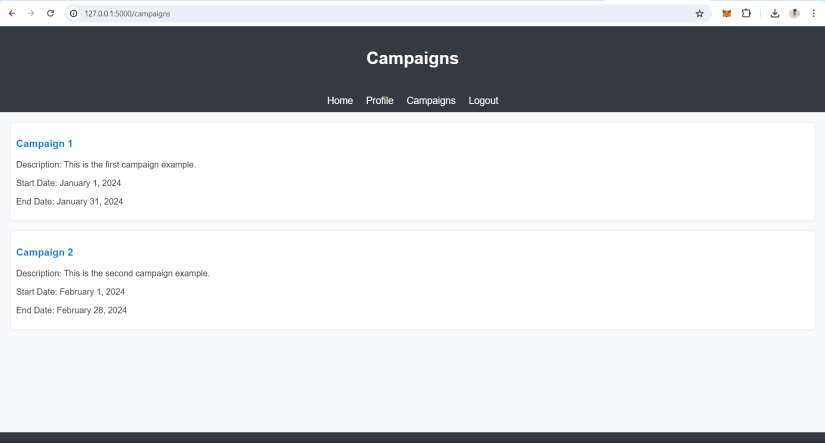 127.0.0.1:5000/campaigns
Campaigns
Home Profile Campaigns Logout
Campaign 1
Description: This is the first campaign example.
Start Date: January 1, 2024
End Date: January 31, 2024
Campaign 2
Description: This is the second campaign example.
Start Date: February 1, 2024
End Date: February 28, 2024